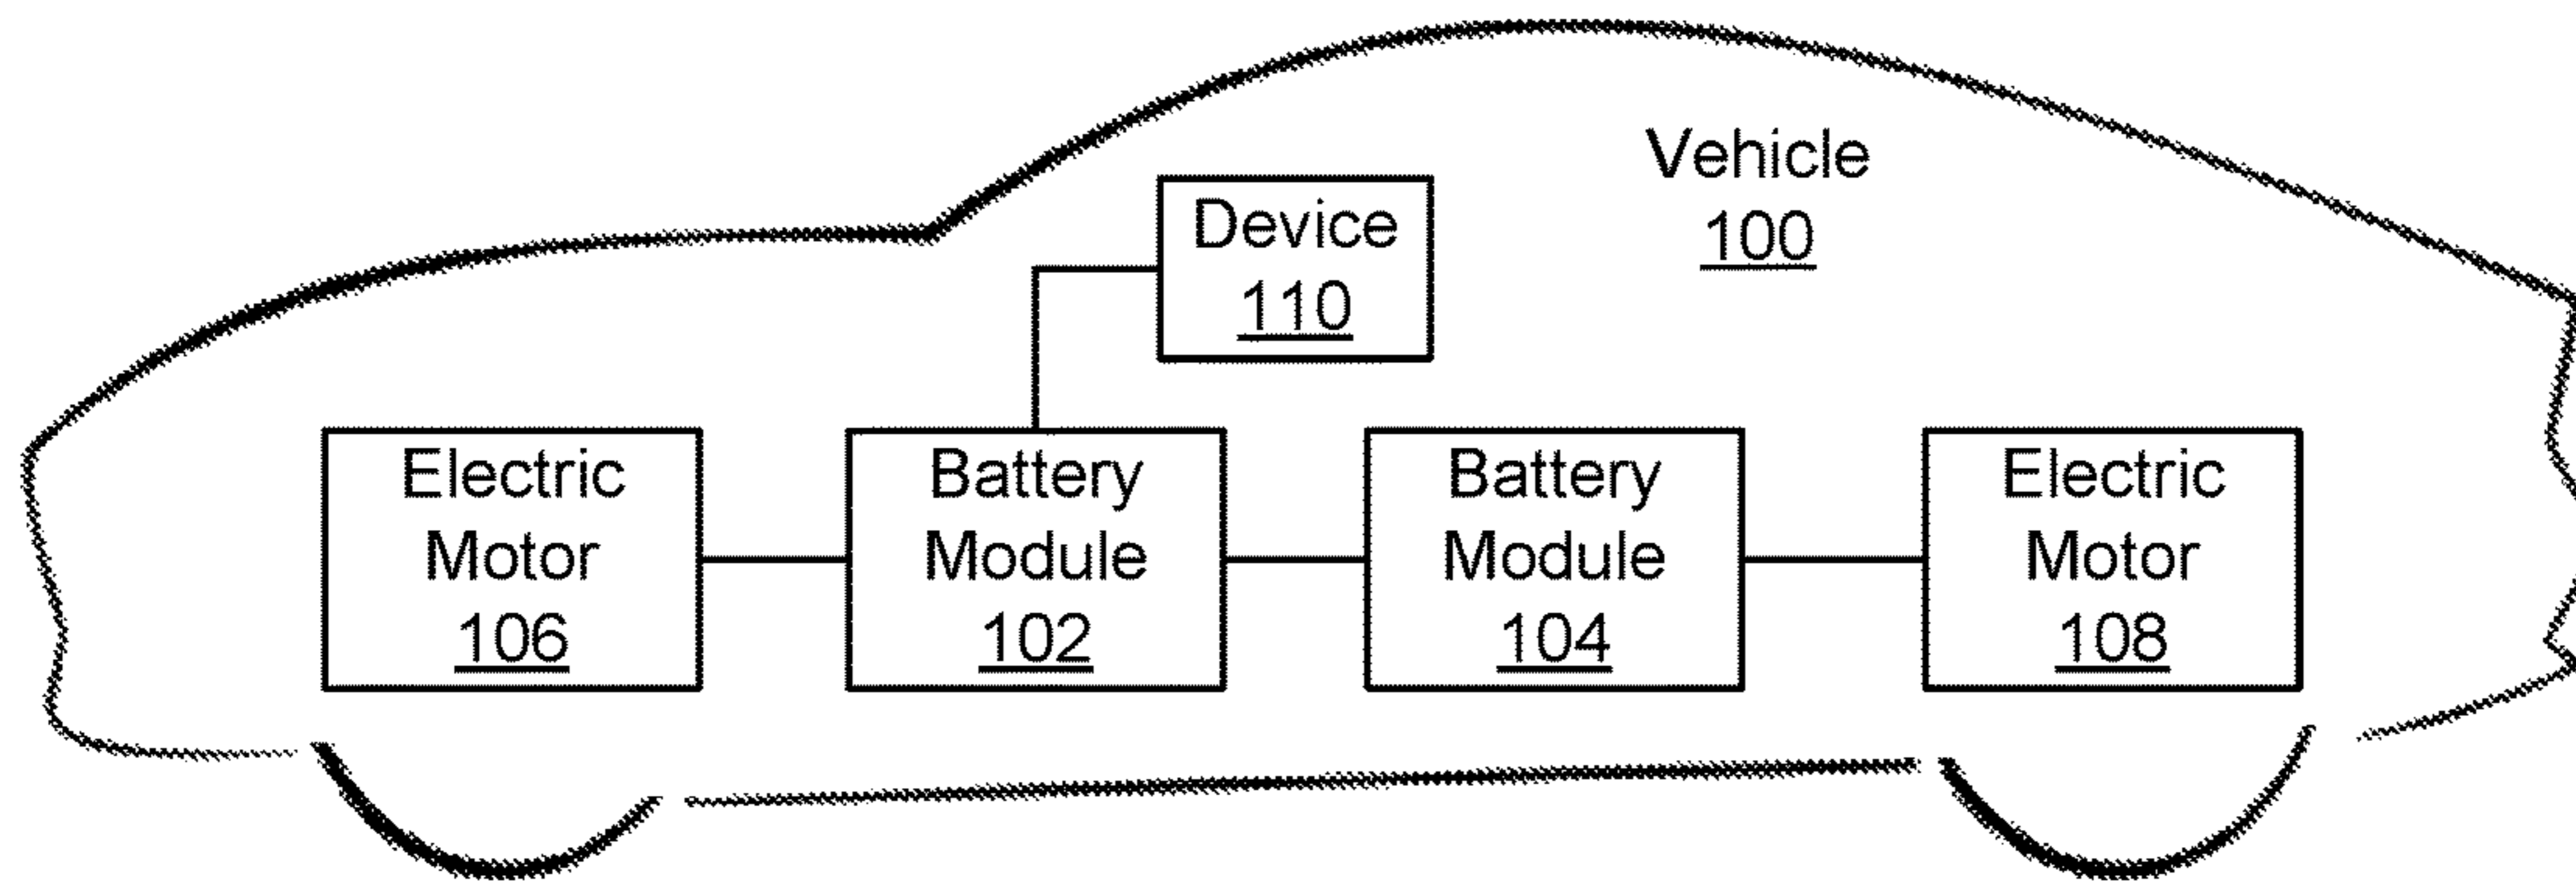 Vehicle
100
Device
110
Electric
Motor
106
Battery
Module
102
Battery
Module
104
Electric
Motor
108